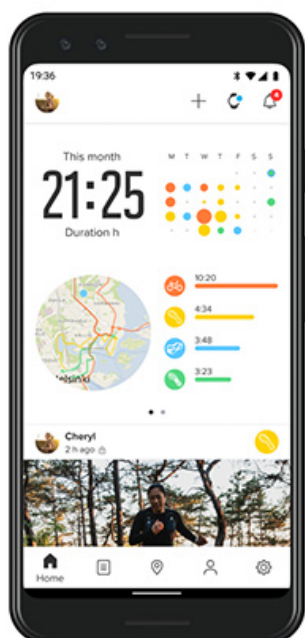 19:36
4
This month
21:25
Duration h
M T W T F S S
10:20
4:34
3:48
3:23
Helsinki
Cheryl
2 h ago
Home